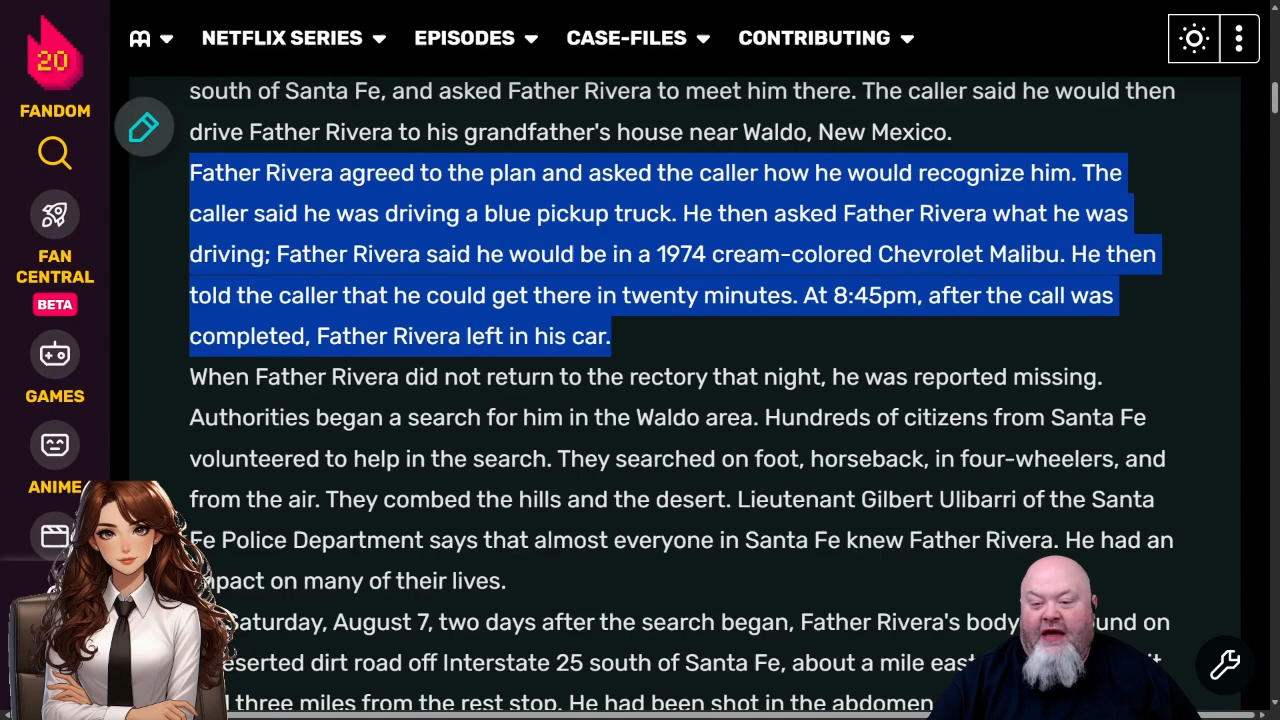 NETFLIX SERIES
EPISODES
CASE-FILES
CONTRIBUTING
20
FANDOM
FAN
CENTRAL
BETA
GAMES
ANIME
south of Santa Fe, and asked Father Rivera to meet him there. The caller said he would then
drive Father Rivera to his grandfather's house near Waldo, New Mexico.
Father Rivera agreed to the plan and asked the caller how he would recognize him. The
caller said he was driving a blue pickup truck. He then asked Father Rivera what he was
driving; Father Rivera said he would be in a 1974 cream-colored Chevrolet Malibu. He then
told the caller that he could get there in twenty minutes. At 8:45pm, after the call was
completed, Father Rivera left in his car.
When Father Rivera did not return to the rectory that night, he was reported missing.
Authorities began a search for him in the Waldo area. Hundreds of citizens from Santa Fe
volunteered to help in the search. They searched on foot, horseback, in four-wheelers, and
from the air. They combed the hills and the desert. Lieutenant Gilbert Ulibarri of the Santa
Fe Police Department says that almost everyone in Santa Fe knew Father Rivera. He had an
on many of their lives.
Saturday, August 7, two days after the search began, Father Rivera's body on
dirt road off Interstate 25 south of Santa Fe, about a mile east
three miles from the rest stop. He had been shot in the abdomen